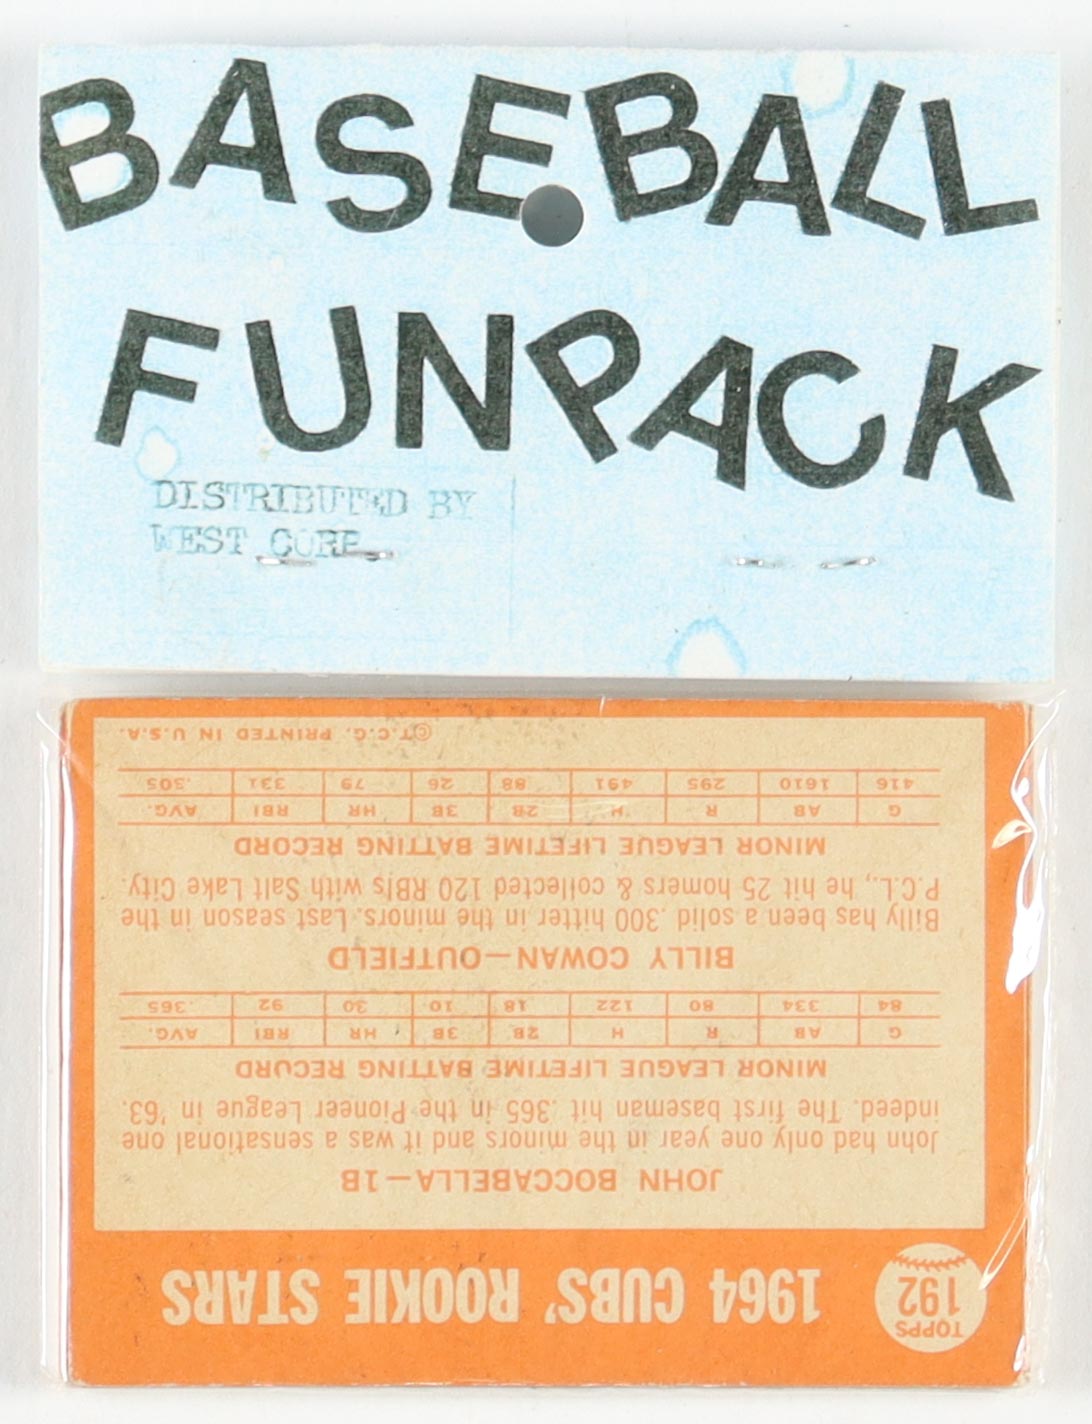 BASEBALL
FUNPACK
DISTRIBUTED BY
WEST CORP.
TOPPS
192
1964 CUBS' ROOKIE STARS
JOHN BOCCABELLA—1B
John had only one year in the minors and it was a sensational one
indeed. The first baseman hit .365 in the Pioneer League in '63.
MINOR LEAGUE LIFETIME BATTING RECORD
G AB R H 2B 3B HR RBI AVG.
84 334 80 122 18 10 30 92 .365
BILLY COWAN—OUTFIELD
Billy has been a solid .300 hitter in the minors. Last season in the
P.C.L., he hit 25 homers & collected 120 RBIs with Salt Lake City.
MINOR LEAGUE LIFETIME BATTING RECORD
G AB R H 2B 3B HR RBI AVG.
416 1610 295 491 88 26 79 331 .305
©T.C.G. PRINTED IN U.S.A.